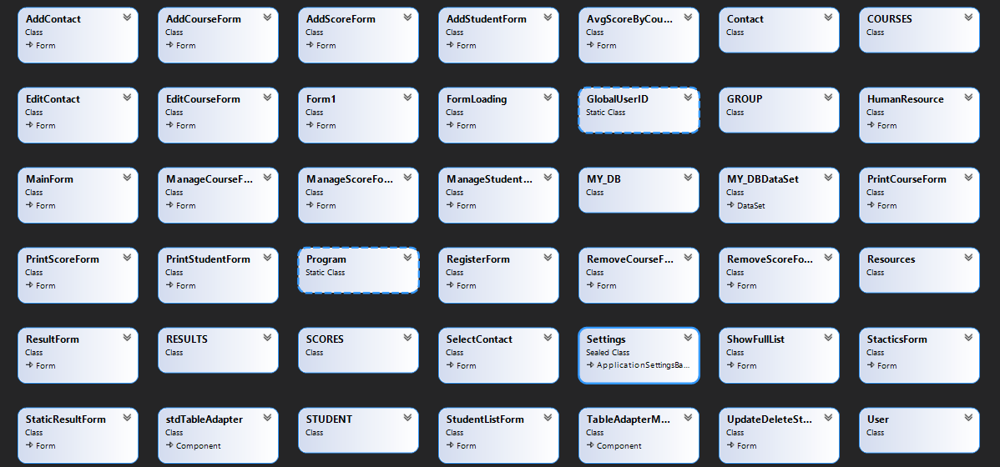 AddContact
Class
Form
AddCourseForm
Class
Form
AddScoreForm
Class
Form
AddStudentForm
Class
Form
AvgScoreByCou...
Class
Form
Contact
Class
COURSES
Class
EditContact
Class
Form
EditCourseForm
Class
Form
Form1
Class
Form
FormLoading
Class
Form
GlobalUserID
Static Class
GROUP
Class
HumanResource
Class
Form
MainForm
Class
Form
ManageCourseF...
Class
Form
ManageScoreFo...
Class
Form
ManageStudent...
Class
Form
MY_DB
Class
MY_DBDataSet
Class
DataSet
PrintCourseForm
Class
Form
PrintScoreForm
Class
Form
PrintStudentForm
Class
Form
Program
Static Class
RegisterForm
Class
Form
RemoveCourseF...
Class
Form
RemoveScoreFo...
Class
Form
Resources
Class
ResultForm
Class
Form
RESULTS
Class
SCORES
Class
SelectContact
Class
Form
Settings
Sealed Class
ApplicationSettingsBa...
ShowFullList
Class
Form
StacticsForm
Class
Form
StaticResultForm
Class
Form
stdTableAdapter
Class
Component
STUDENT
Class
StudentListForm
Class
Form
TableAdapterM...
Class
Component
UpdateDeleteSt...
Class
Form
User
Class